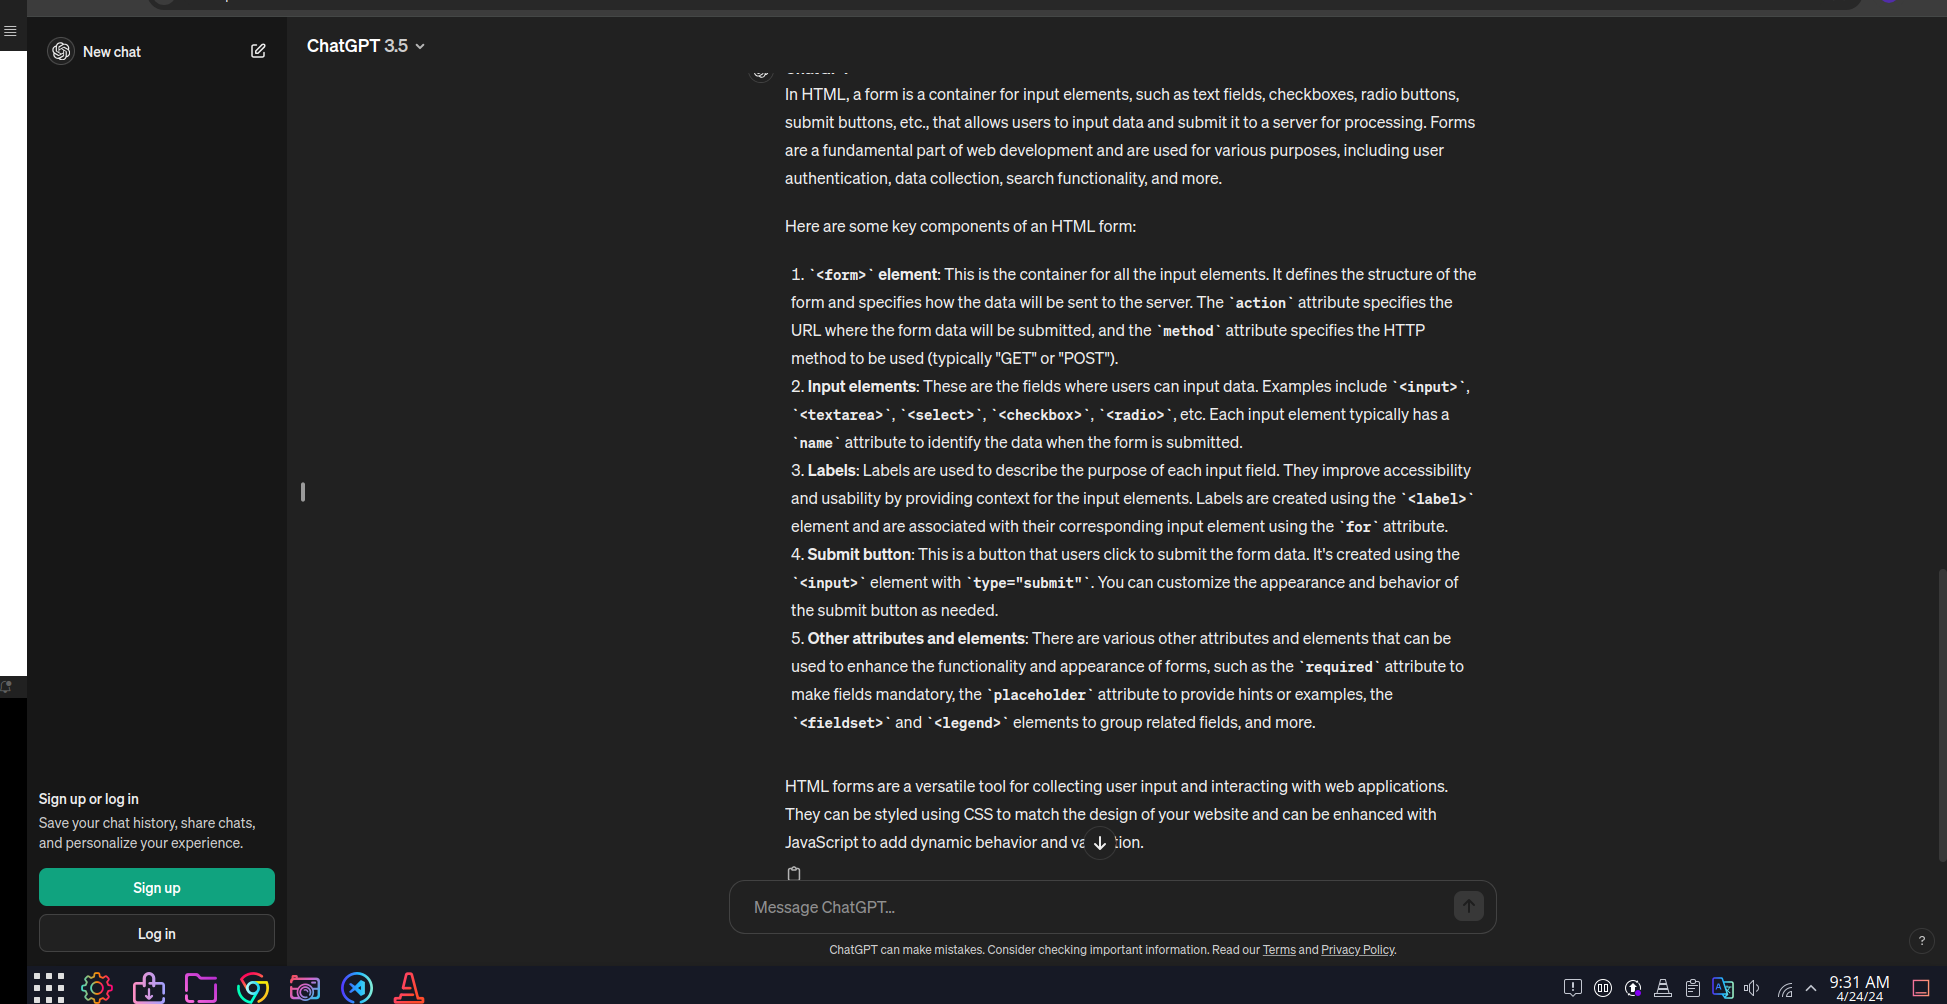 New chat
ChatGPT 3.5
In HTML, a form is a container for input elements, such as text fields, checkboxes, radio buttons,
submit buttons, etc., that allows users to input data and submit it to a server for processing. Forms
are a fundamental part of web development and are used for various purposes, including user
authentication, data collection, search functionality, and more.
Here are some key components of an HTML form:
1. `<form>` element: This is the container for all the input elements. It defines the structure of the
form and specifies how the data will be sent to the server. The `action` attribute specifies the
URL where the form data will be submitted, and the `method` attribute specifies the HTTP
method to be used (typically "GET" or "POST").
2. Input elements: These are the fields where users can input data. Examples include `<input>`,
`<textarea>`, `<select>`, `<checkbox>`, `<radio>`, etc. Each input element typically has a
`name` attribute to identify the data when the form is submitted.
3. Labels: Labels are used to describe the purpose of each input field. They improve accessibility
and usability by providing context for the input elements. Labels are created using the `<label>`
element and are associated with their corresponding input element using the `for` attribute.
4. Submit button: This is a button that users click to submit the form data. It's created using the
`<input>` element with `type="submit"`. You can customize the appearance and behavior of
the submit button as needed.
5. Other attributes and elements: There are various other attributes and elements that can be
used to enhance the functionality and appearance of forms, such as the `required` attribute to
make fields mandatory, the `placeholder` attribute to provide hints or examples, the
`<fieldset>` and `<legend>` elements to group related fields, and more.
HTML forms are a versatile tool for collecting user input and interacting with web applications.
They can be styled using CSS to match the design of your website and can be enhanced with
JavaScript to add dynamic behavior and
Sign up or log in
Save your chat history, share chats,
and personalize your experience.
Sign up
Log in
Message ChatGPT...
ChatGPT can make mistakes. Consider checking important information. Read our Terms and Privacy Policy.
?
9:31 AM
4/24/24